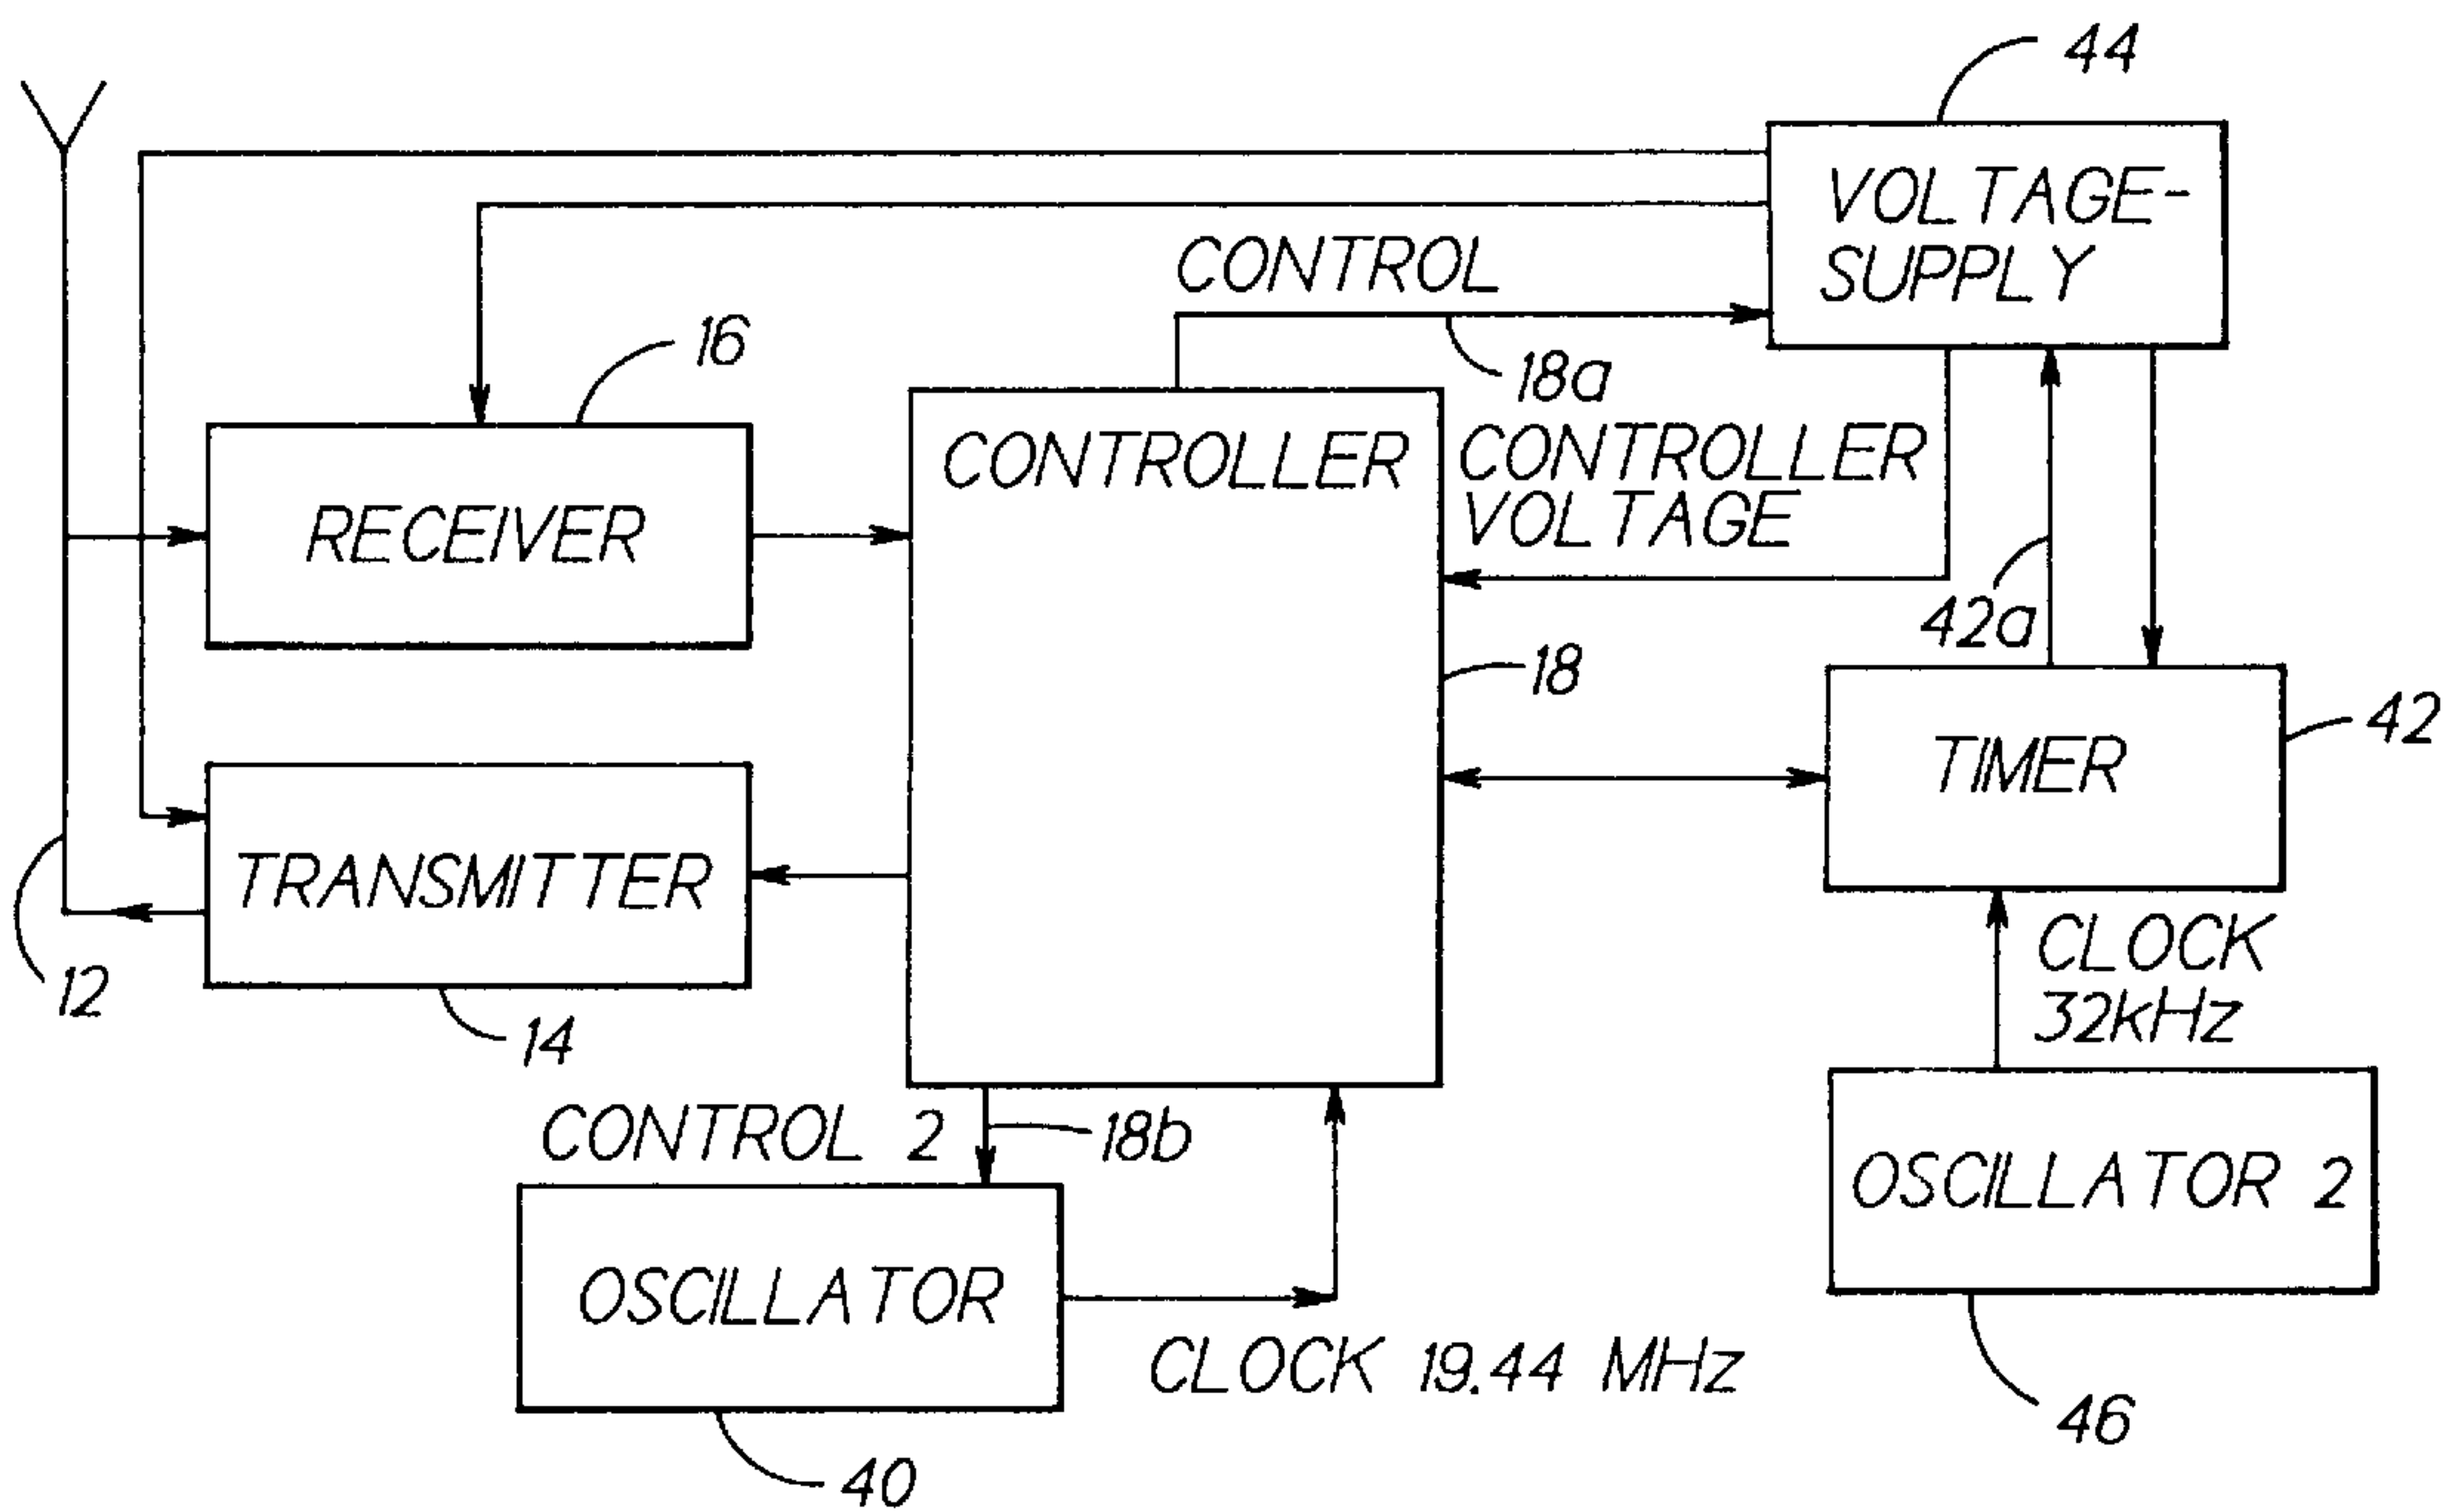 44
VOLTAGE-
SUPPLY
CONTROL
16
18a
CONTROLLER
CONTROLLER
VOLTAGE
RECEIVER
42a
18
42
TIMER
TRANSMITTER
12
14
CLOCK
32KHz
CONTROL 2
18b
OSCILLATOR 2
OSCILLATOR
CLOCK 19.44 MHz
46
40